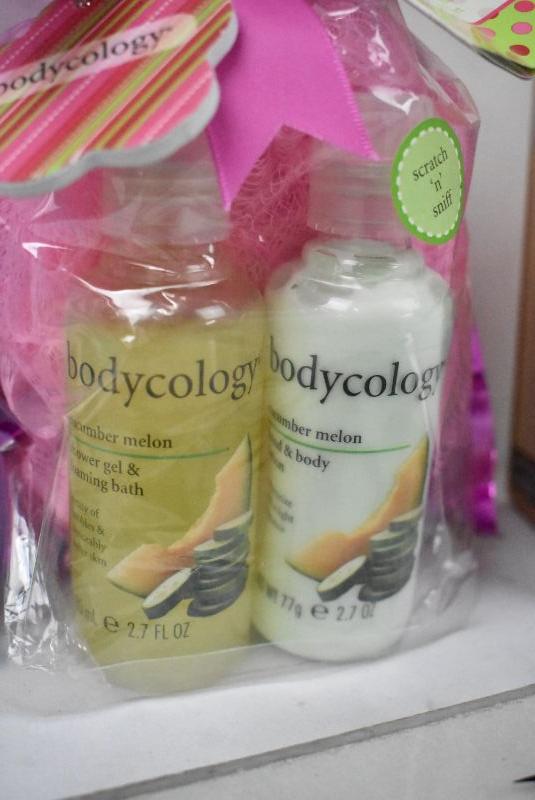 bodycology
scratch
'n'
sniff
bodycology
cucumber melon
shower gel &
foaming bath
skin
℮ 2.7 FL OZ
bodycology
cucumber melon
& body
77g ℮ 2.7 OZ